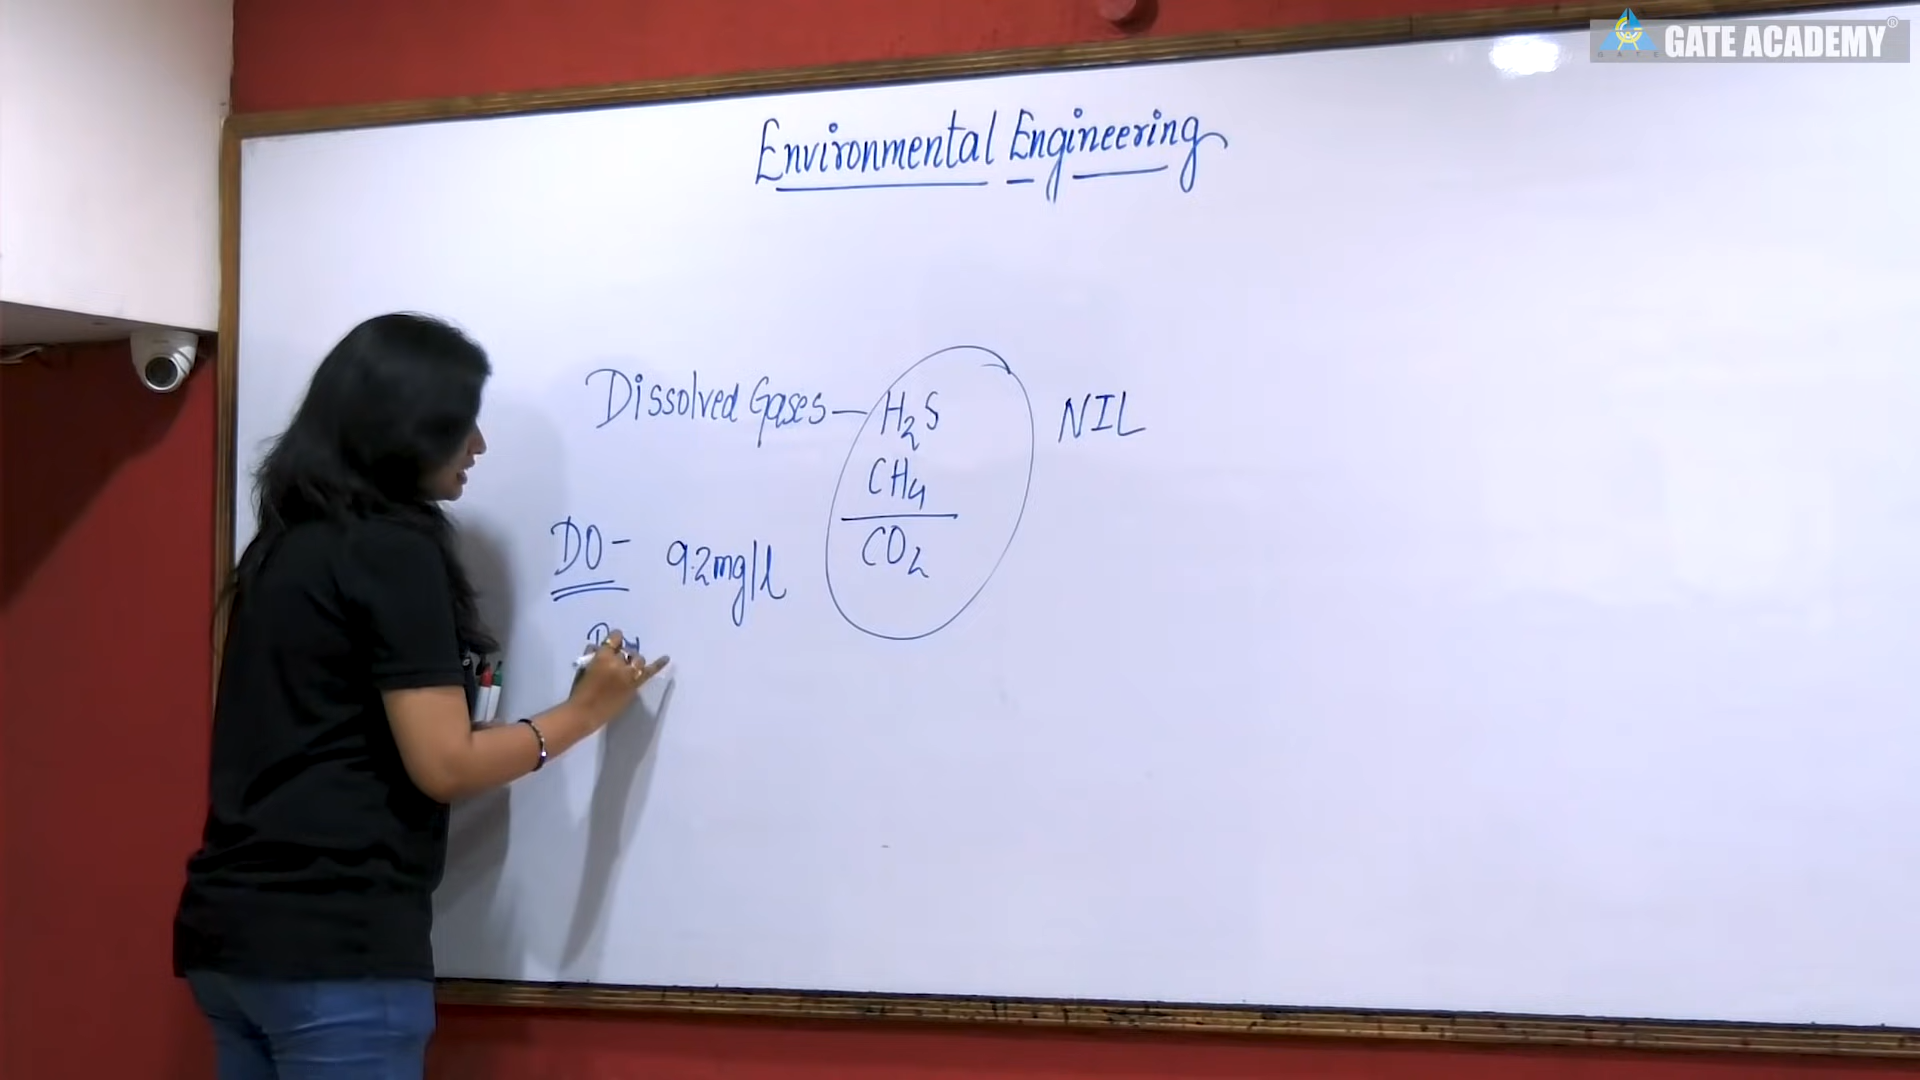 GATE ACADEMY®
Environmental Engineering
Dissolved Gases – H₂S NIL
CH₄
CO₂
DO – 9.2mg/l